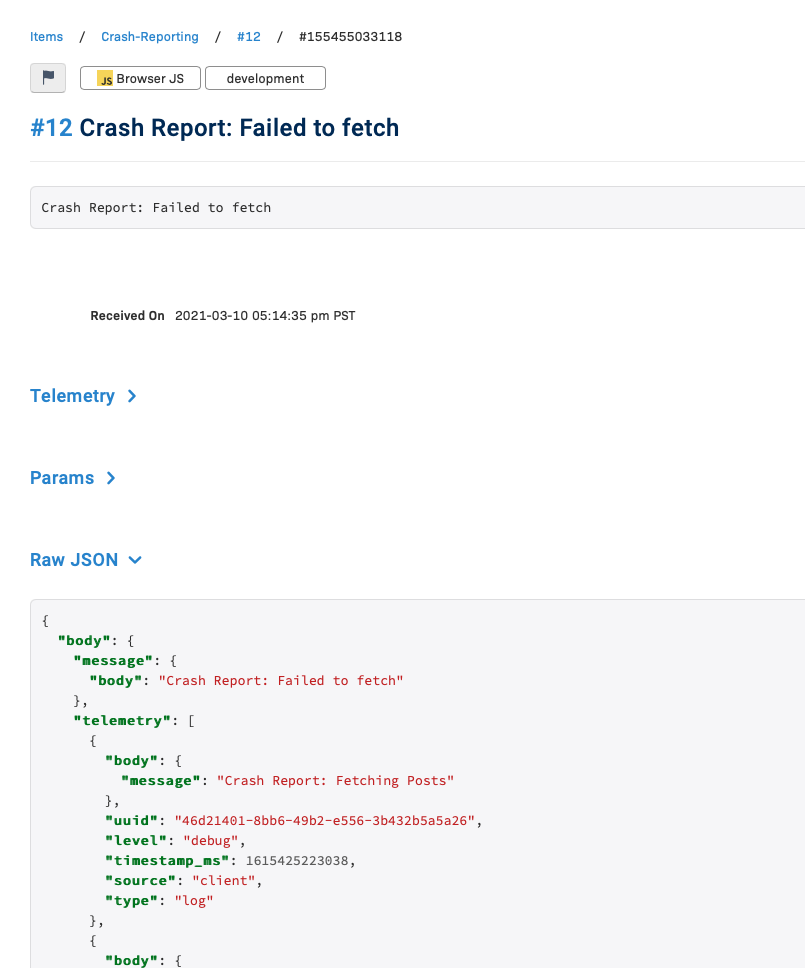 Items / Crash-Reporting / #12 / #155455033118
JS Browser JS development
#12 Crash Report: Failed to fetch
Crash Report: Failed to fetch
Received On 2021-03-10 05:14:35 pm PST
Telemetry >
Params >
Raw JSON
{
"body": {
"message": {
"body": "Crash Report: Failed to fetch"
},
"telemetry": [
{
"body": {
"message": "Crash Report: Fetching Posts"
},
"uuid": "46d21401-8bb6-49b2-e556-3b432b5a5a26",
"level": "debug",
"timestamp_ms": 1615425223038,
"source": "client",
"type": "log"
},
{
"body": {